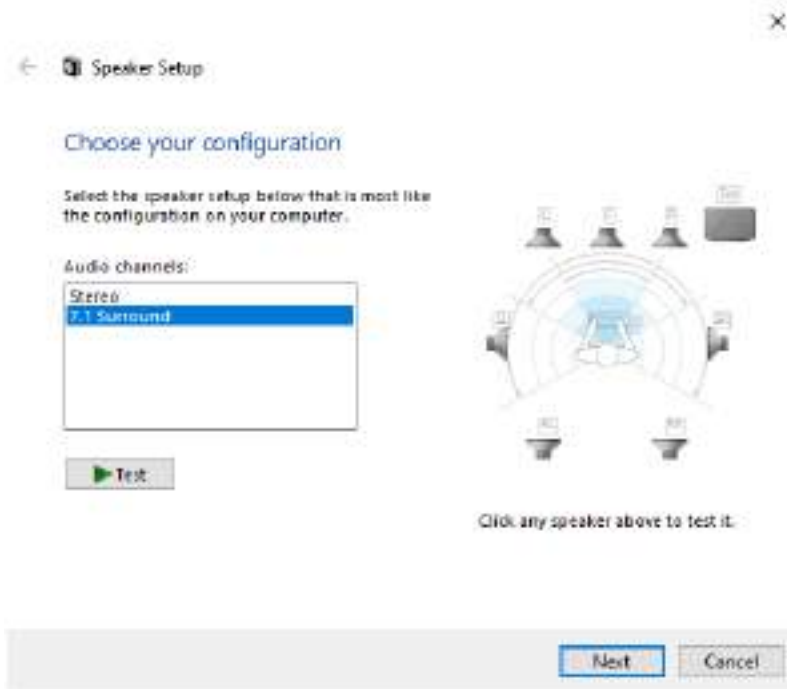 Speaker Setup
Choose your configuration
Select the speaker setup below that is most like
the configuration on your computer.
Audio channels:
Stereo
7.1 Surround
Test
Click any speaker above to test it.
Next
Cancel